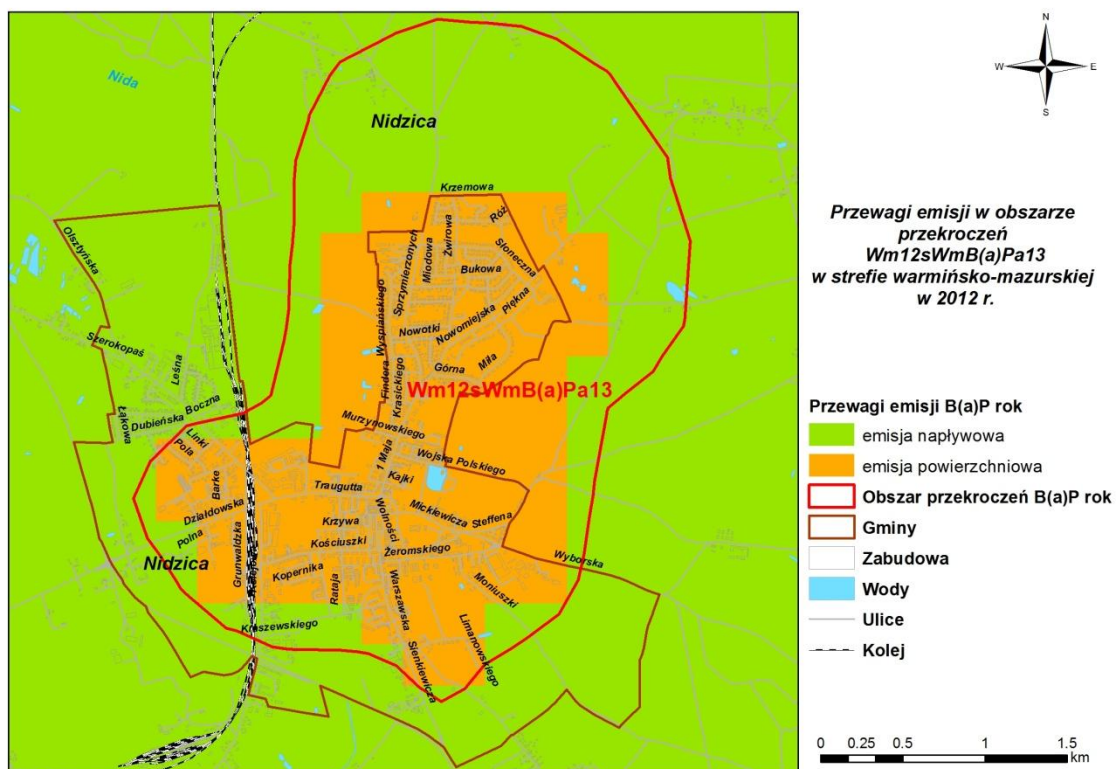 Nida
Nidzica
Krzemowa
Róż
Żwirowa
Miodowa
Sprzymierzonych
Słoneczna
Bukowa
Piękna
Wyspiańskiego
Nowotki
Nowomiejska
Górna
Miła
Findera
Krasickiego
Wm12sWmB(a)Pa13
Olsztyńska
Szerokopaś
Leśna
Łąkowa
Dubieńska
Boczna
Linki
Pola
Barke
Murzynowskiego
1 Maja
Wojska Polskiego
Traugutta
Kajki
Działdowska
Polna
Krzywa
Wolności
Mickiewicza
Steffena
Kościuszki
Żeromskiego
Wyborska
Nidzica
Grunwaldzka
Kopernika
Rataja
Warszawska
Moniuszki
Kraszewskiego
Sienkiewicza
Limanowskiego
N
W
E
S
Przewagi emisji w obszarze
przekroczeń
Wm12sWmB(a)Pa13
w strefie warmińsko-mazurskiej
w 2012 r.
Przewagi emisji B(a)P rok
emisja napływowa
emisja powierzchniowa
Obszar przekroczeń B(a)P rok
Gminy
Zabudowa
Wody
Ulice
Kolej
0 0.25 0.5 1 1.5
km